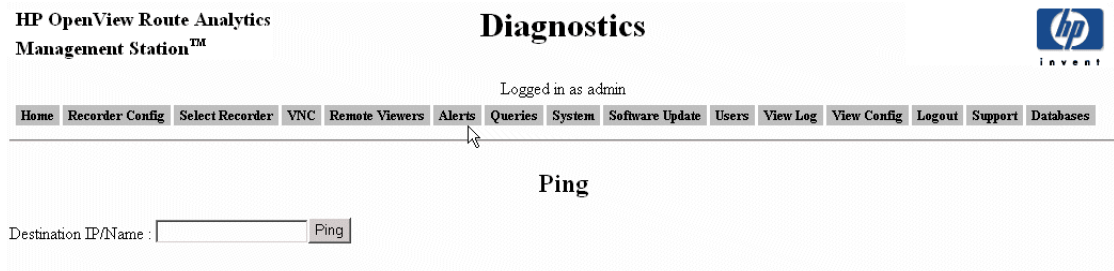 HP OpenView Route Analytics
Management Station™
Diagnostics
hp
invent
Logged in as admin
Home Recorder Config Select Recorder VNC Remote Viewers Alerts Queries System Software Update Users View Log View Config Logout Support Databases
Ping
Destination IP/Name : Ping